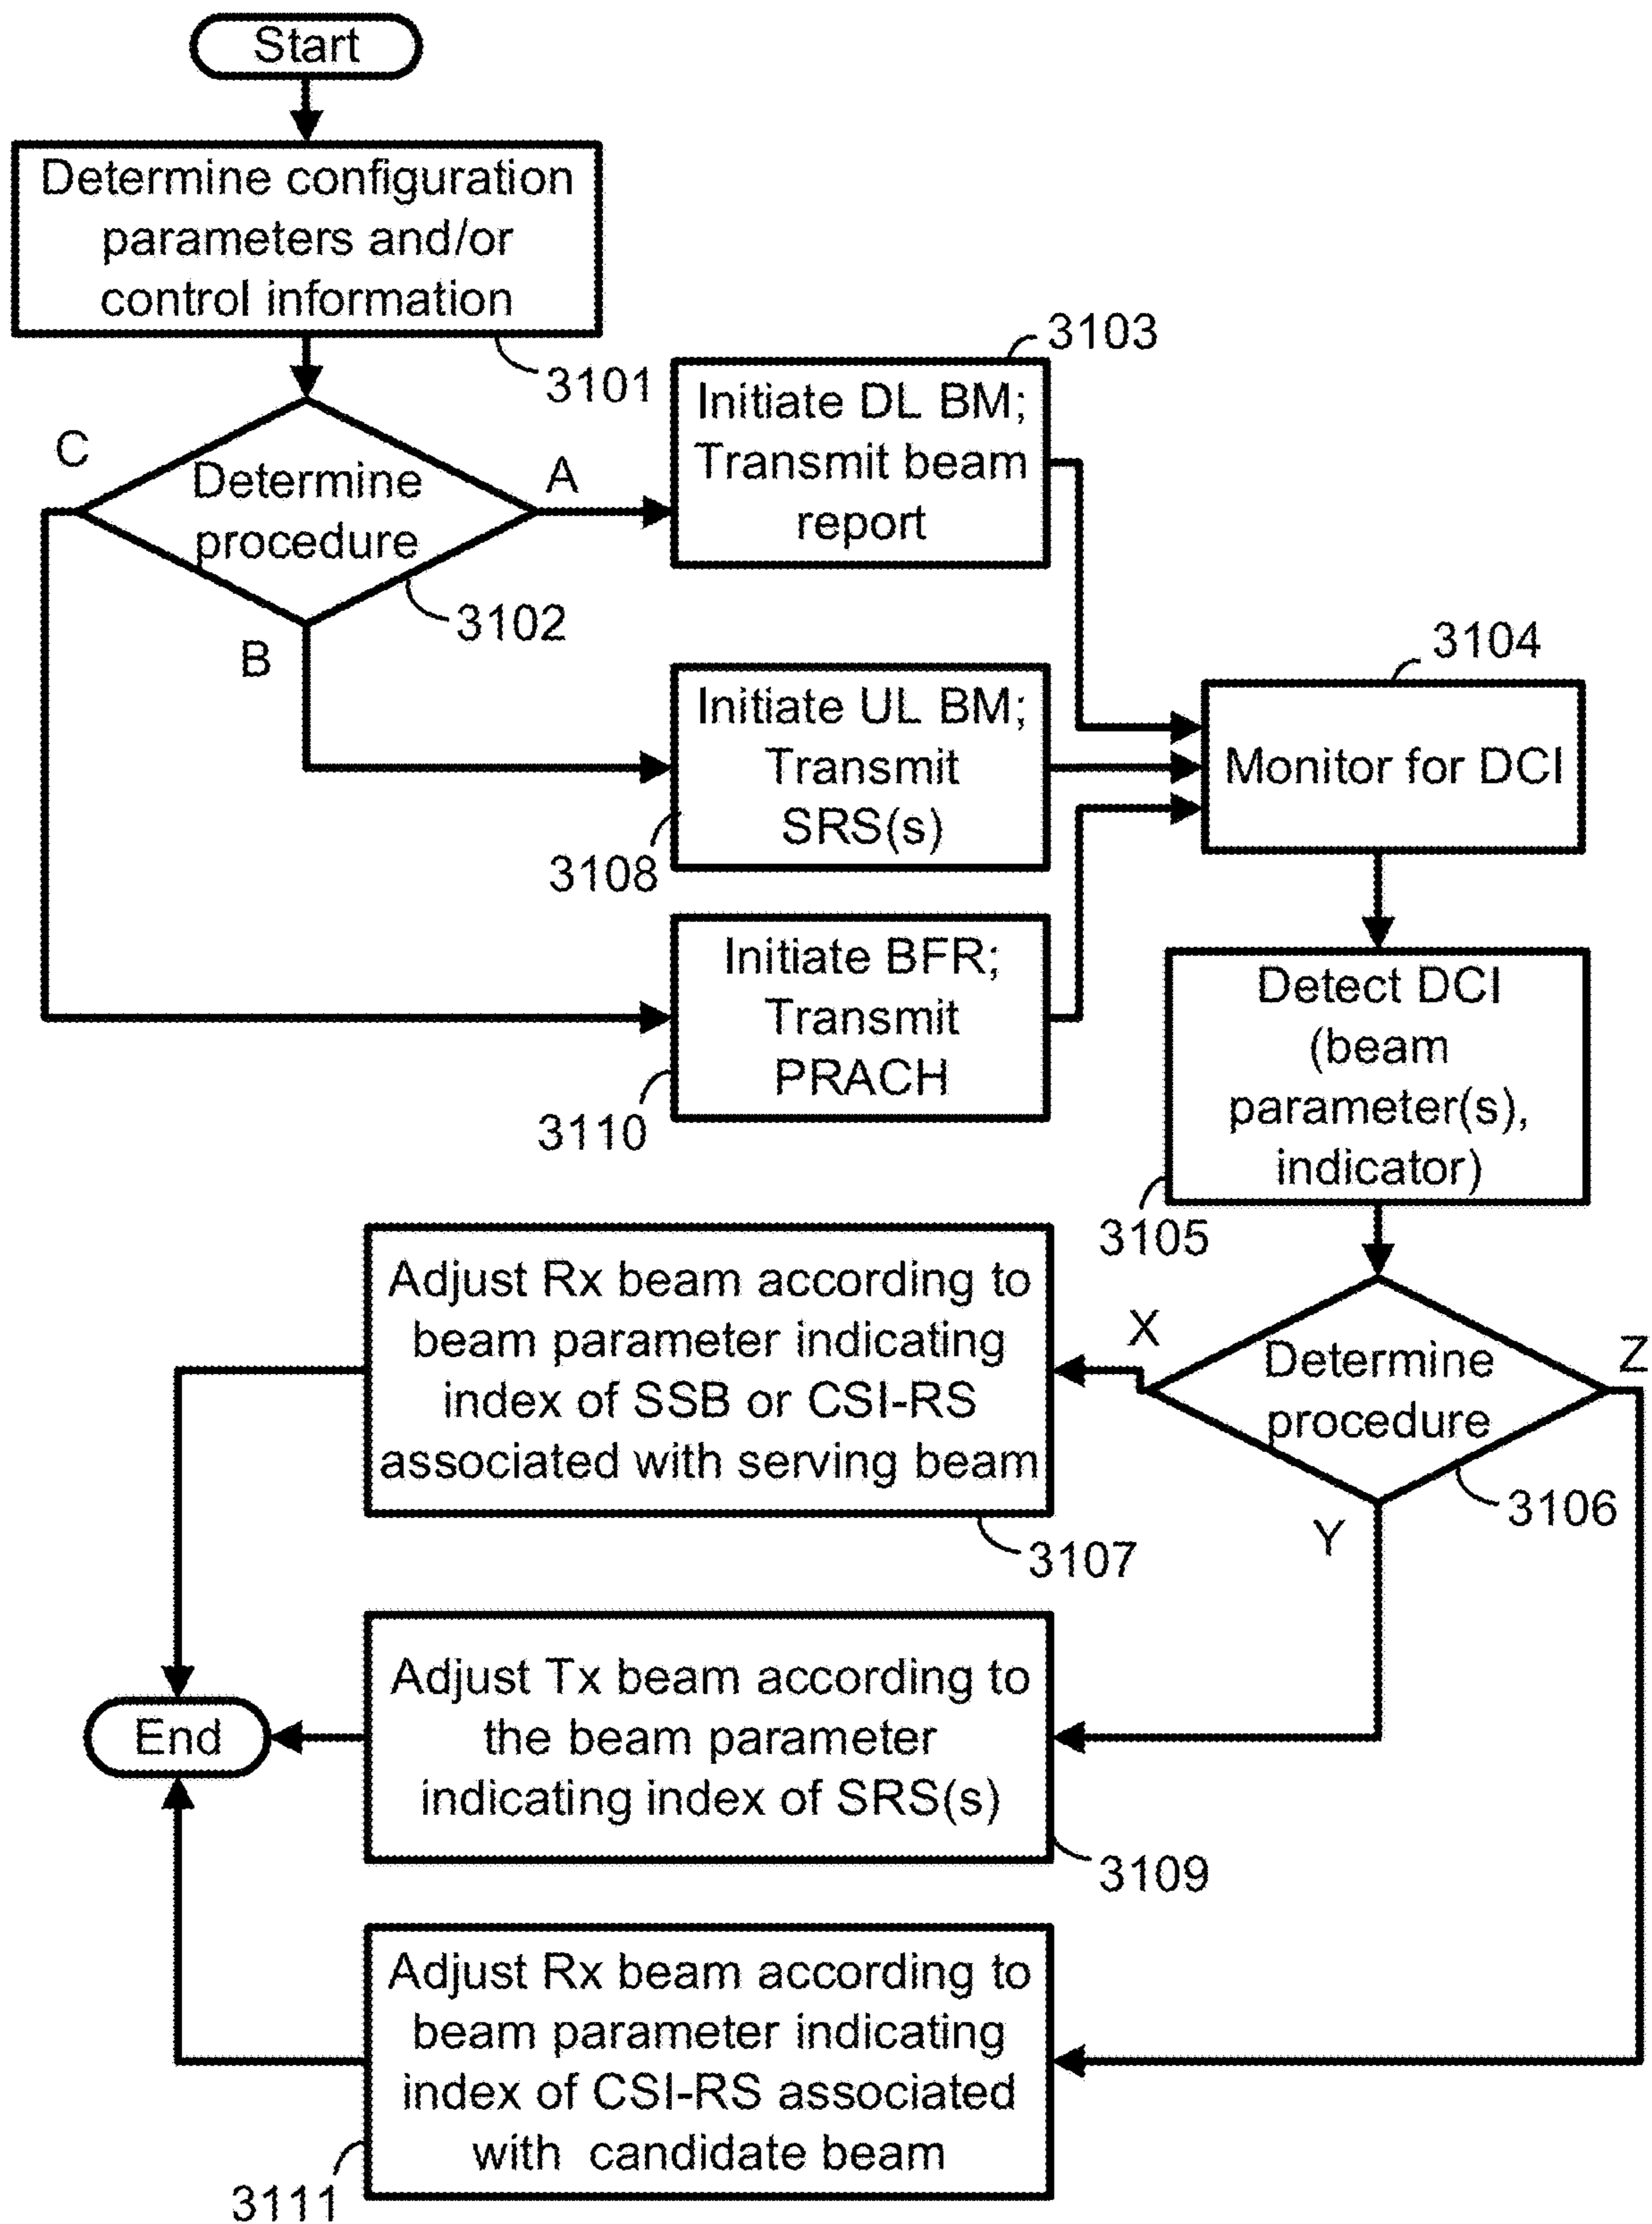 Start
Determine configuration
parameters and/or
control information
3101
Determine
procedure
3102
A
B
C
3103
Initiate DL BM;
Transmit beam
report
Initiate UL BM;
Transmit
SRS(s)
3108
Initiate BFR;
Transmit
PRACH
3110
3104
Monitor for DCI
Detect DCI
(beam
parameter(s),
indicator)
3105
Determine
procedure
3106
X
Y
Z
Adjust Rx beam according to
beam parameter indicating
index of SSB or CSI-RS
associated with serving beam
3107
Adjust Tx beam according to
the beam parameter
indicating index of SRS(s)
3109
Adjust Rx beam according to
beam parameter indicating
index of CSI-RS associated
with candidate beam
3111
End